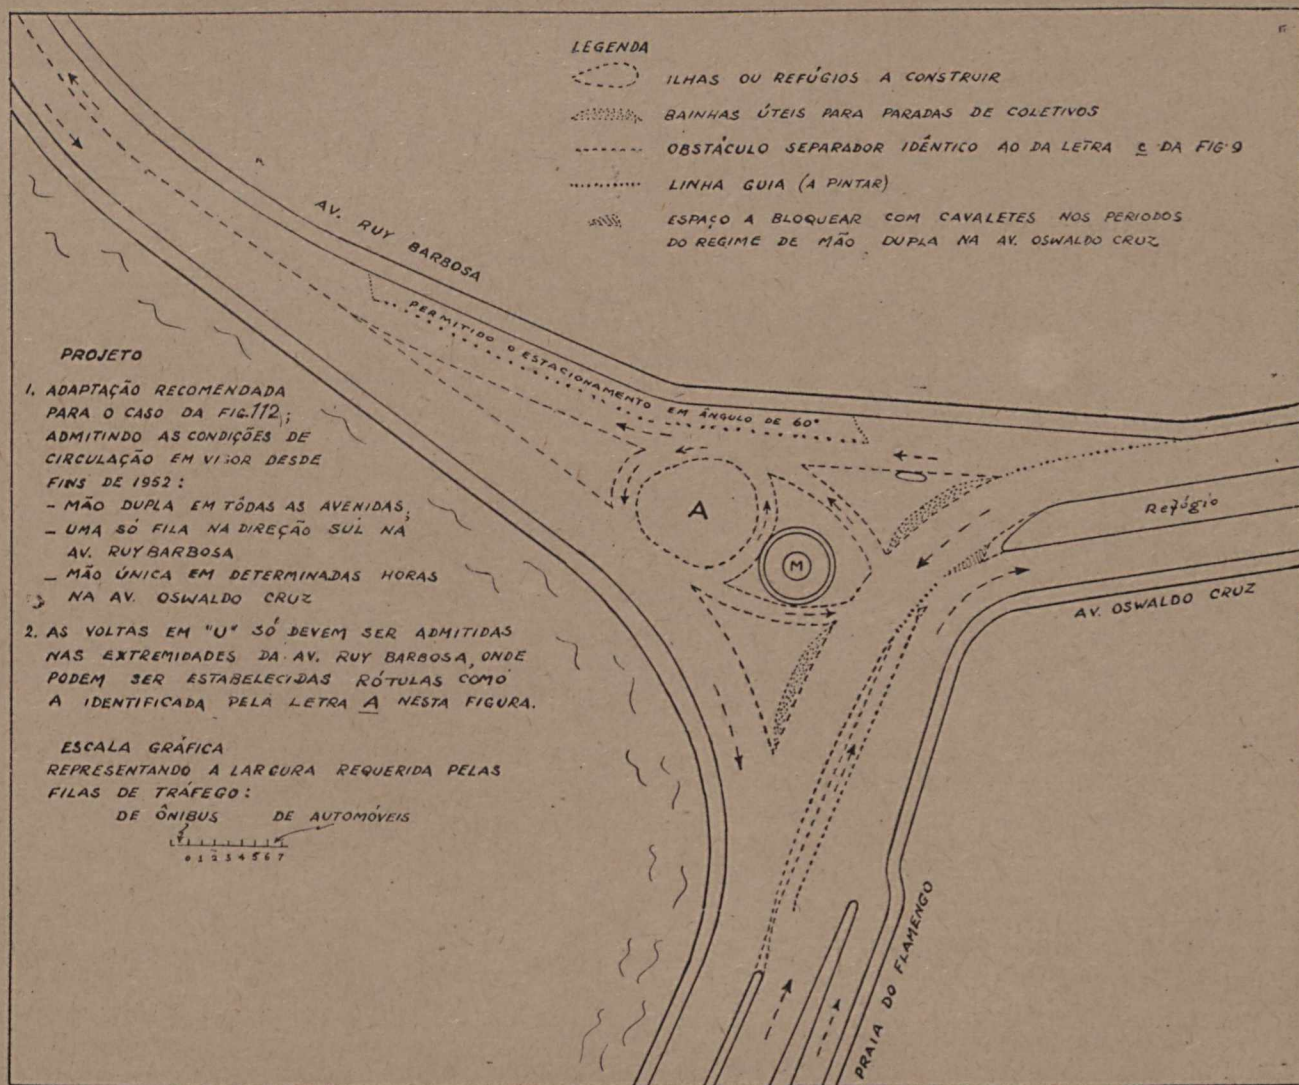 LEGENDA
ILHAS OU REFÚGIOS A CONSTRUIR
BAINHAS ÚTEIS PARA PARADAS DE COLETIVOS
OBSTÁCULO SEPARADOR IDÊNTICO AO DA LETRA c DA FIG. 9
LINHA GUIA (A PINTAR)
ESPAÇO A BLOQUEAR COM CAVALETES NOS PERIODOS
DO REGIME DE MÃO DUPLA NA AV. OSWALDO CRUZ
AV. RUY BARBOSA
PERMITIDO O ESTACIONAMENTO EM ÂNGULO DE 60°
PROJETO
1. ADAPTAÇÃO RECOMENDADA
PARA O CASO DA FIG. 112;
ADMITINDO AS CONDIÇÕES DE
CIRCULAÇÃO EM VIGOR DESDE
FINS DE 1952:
- MÃO DUPLA EM TÔDAS AS AVENIDAS;
- UMA SÓ FILA NA DIREÇÃO SUL NA
AV. RUY BARBOSA
- MÃO ÚNICA EM DETERMINADAS HORAS
NA AV. OSWALDO CRUZ
2. AS VOLTAS EM "U" SÓ DEVEM SER ADMITIDAS
NAS EXTREMIDADES DA AV. RUY BARBOSA, ONDE
PODEM SER ESTABELECIDAS RÓTULAS COMO
A IDENTIFICADA PELA LETRA A NESTA FIGURA.
ESCALA GRÁFICA
REPRESENTANDO A LARGURA REQUERIDA PELAS
FILAS DE TRÁFEGO:
DE ÔNIBUS DE AUTOMÓVEIS
0 1 2 3 4 5 6 7
A
M
Refúgio
AV. OSWALDO CRUZ
PRAIA DO FLAMENGO